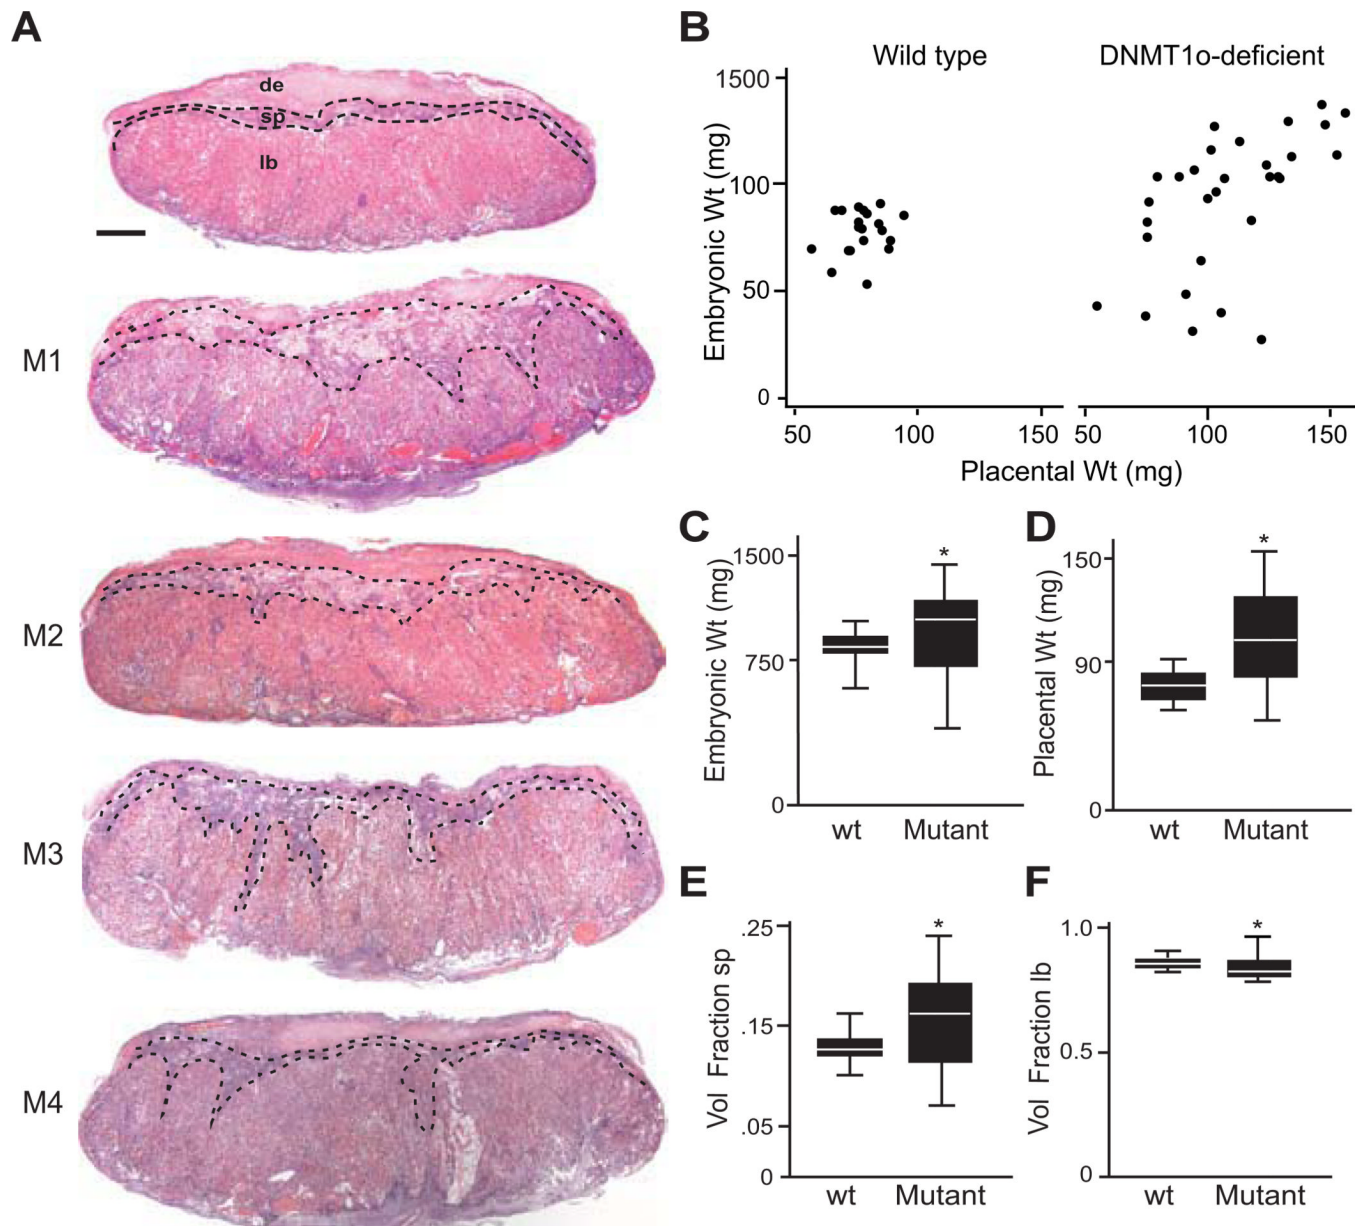 A
de
sp
lb
M1
M2
M3
M4
B
Wild type
DNMT1o-deficient
Embryonic Wt (mg)
1500
100
50
0
50
100
50
100
150
Placental Wt (mg)
C
Embryonic Wt (mg)
1500
750
0
*
wt
Mutant
D
Placental Wt (mg)
150
90
0
*
wt
Mutant
E
Vol Fraction sp
.25
.15
.05
0
*
wt
Mutant
F
Vol Fraction lb
1.0
0.5
0
*
wt
Mutant